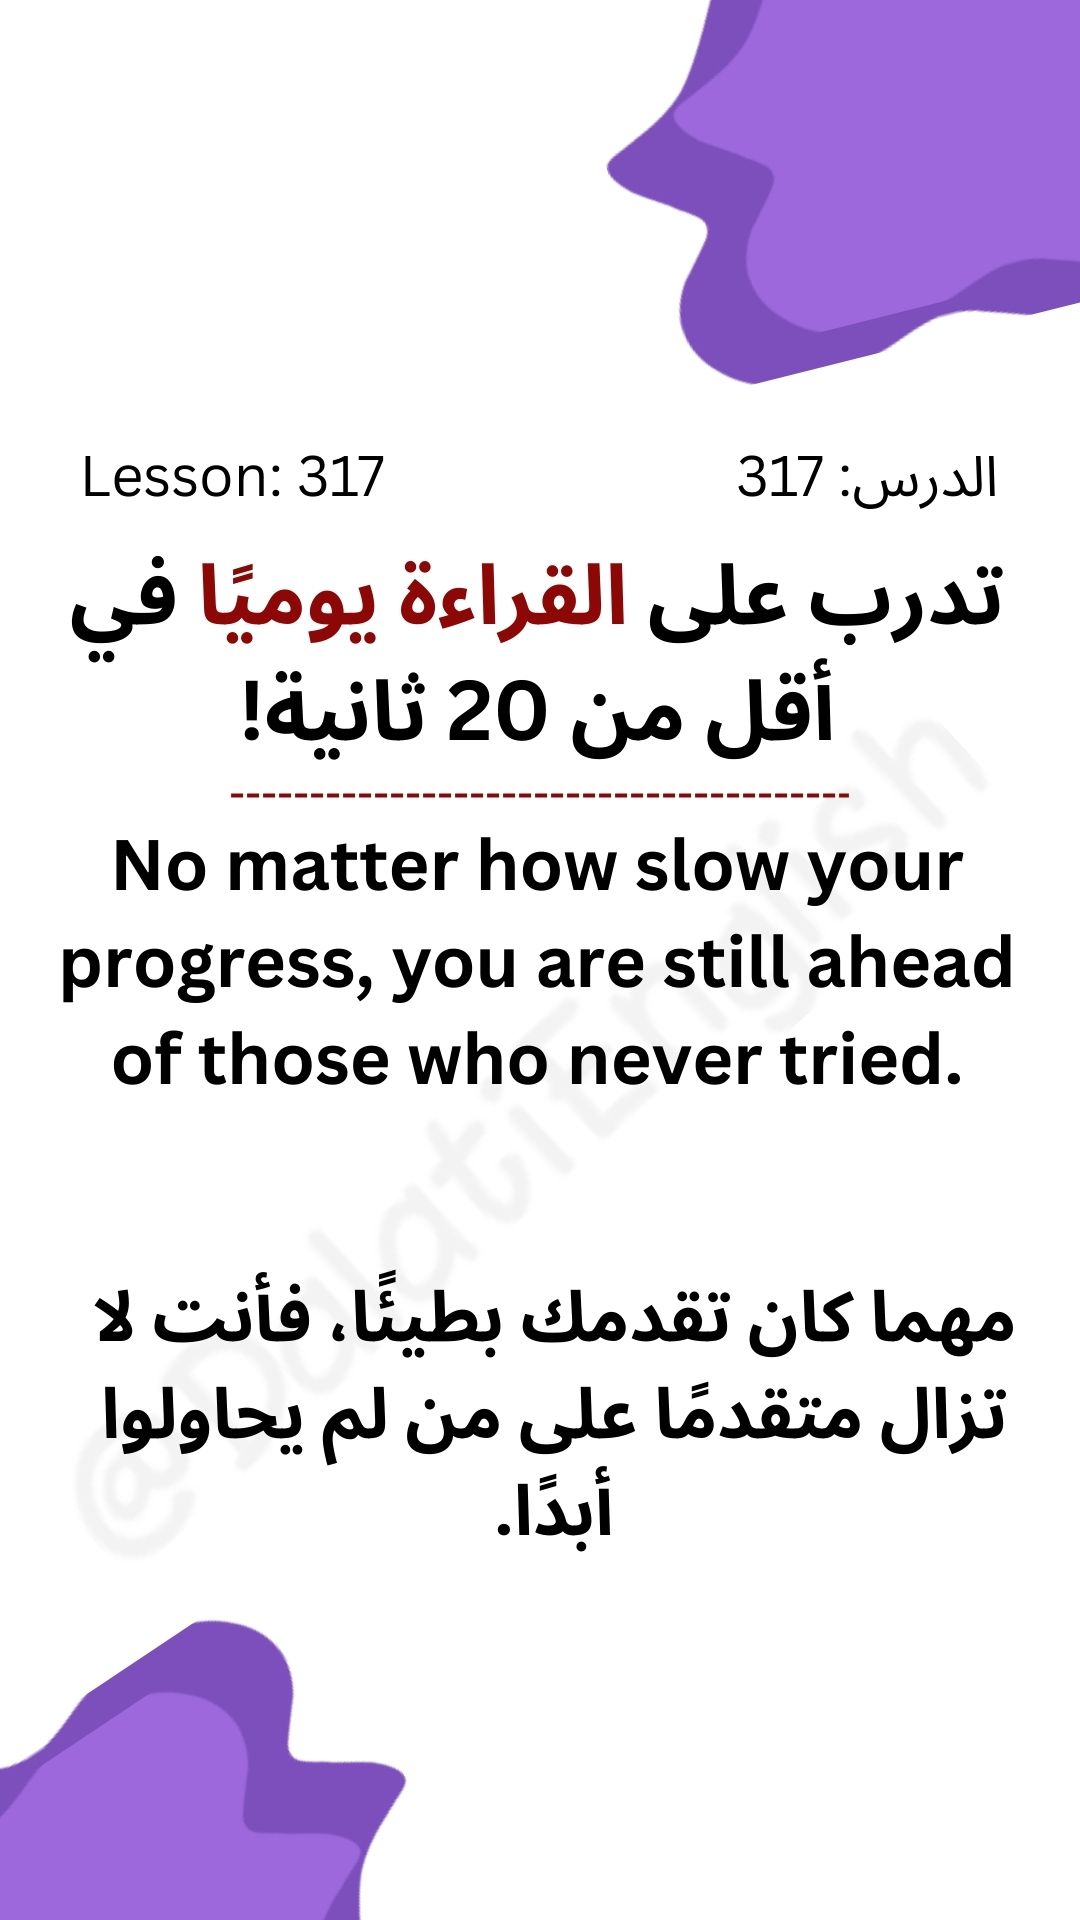 Lesson: 317
الدرس: 317
تدرب على القراءة يوميًا في
أقل من 20 ثانية!
-------------------------------------
No matter how slow your
progress, you are still ahead
of those who never tried.
مهما كان تقدمك بطيئًا، فأنت لا
تزال متقدمًا على من لم يحاولوا
أبدًا.
@DalatiEnglish